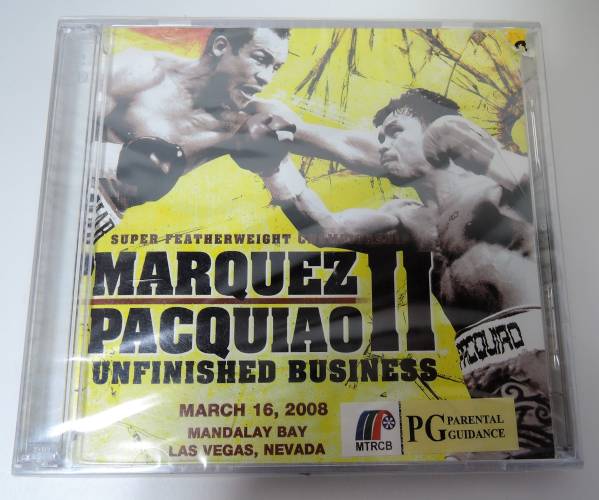 SUPER FEATHERWEIGHT
MARQUEZ II
PACQUIAO
UNFINISHED BUSINESS
MARCH 16, 2008
MANDALAY BAY
LAS VEGAS, NEVADA
MTRCB
PG PARENTAL
GUIDANCE
PACQUIAO